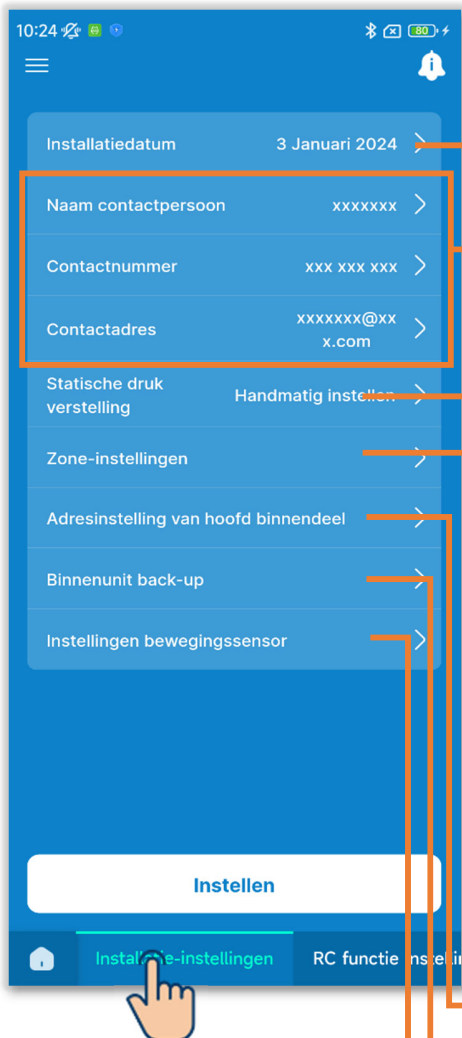 10:24
80
Installatiedatum 3 Januari 2024
Naam contactpersoon xxxxxxx
Contactnummer xxx xxx xxx
Contactadres xxxxxxx@xx
x.com
Statische druk
verstelling Handmatig instellen
Zone-instellingen
Adresinstelling van hoofd binnendeel
Binnenunit back-up
Instellingen bewegingssensor
Instellen
Installatie-instellingen RC functie